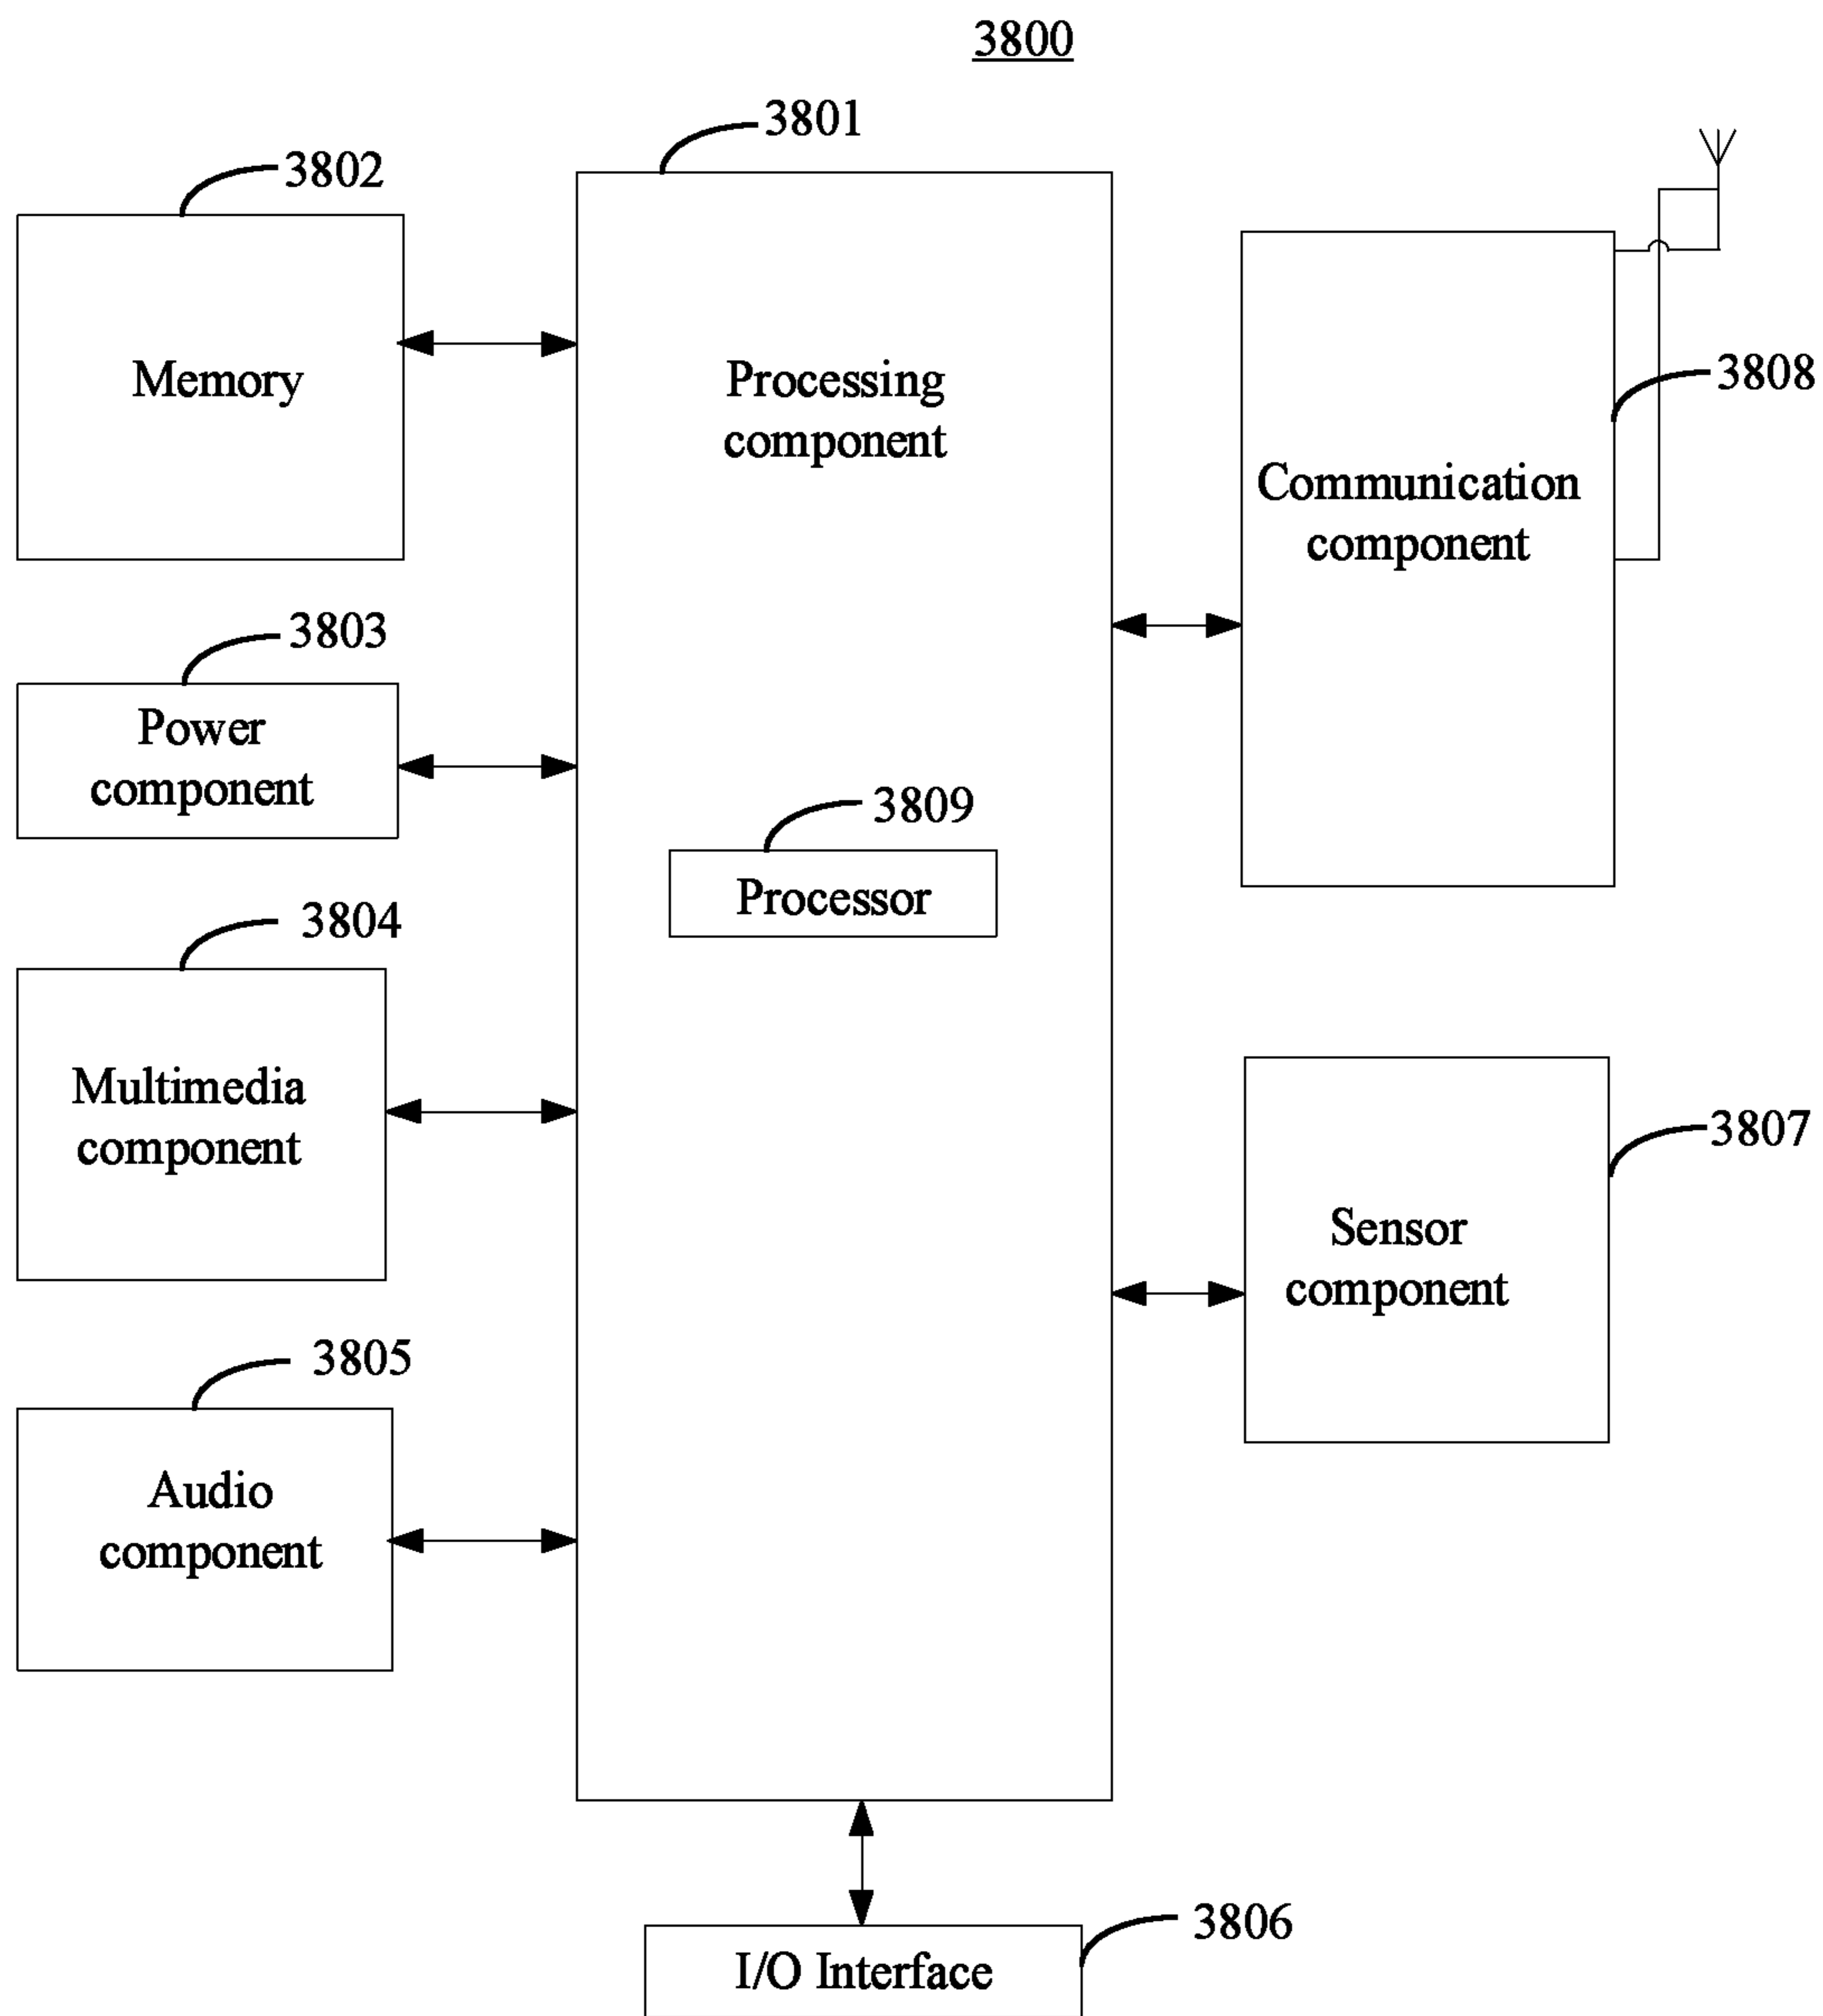 3800
3801
3802
Memory
Processing
component
3808
Communication
component
3803
Power
component
3809
Processor
3804
Multimedia
component
3807
Sensor
component
3805
Audio
component
3806
I/O Interface